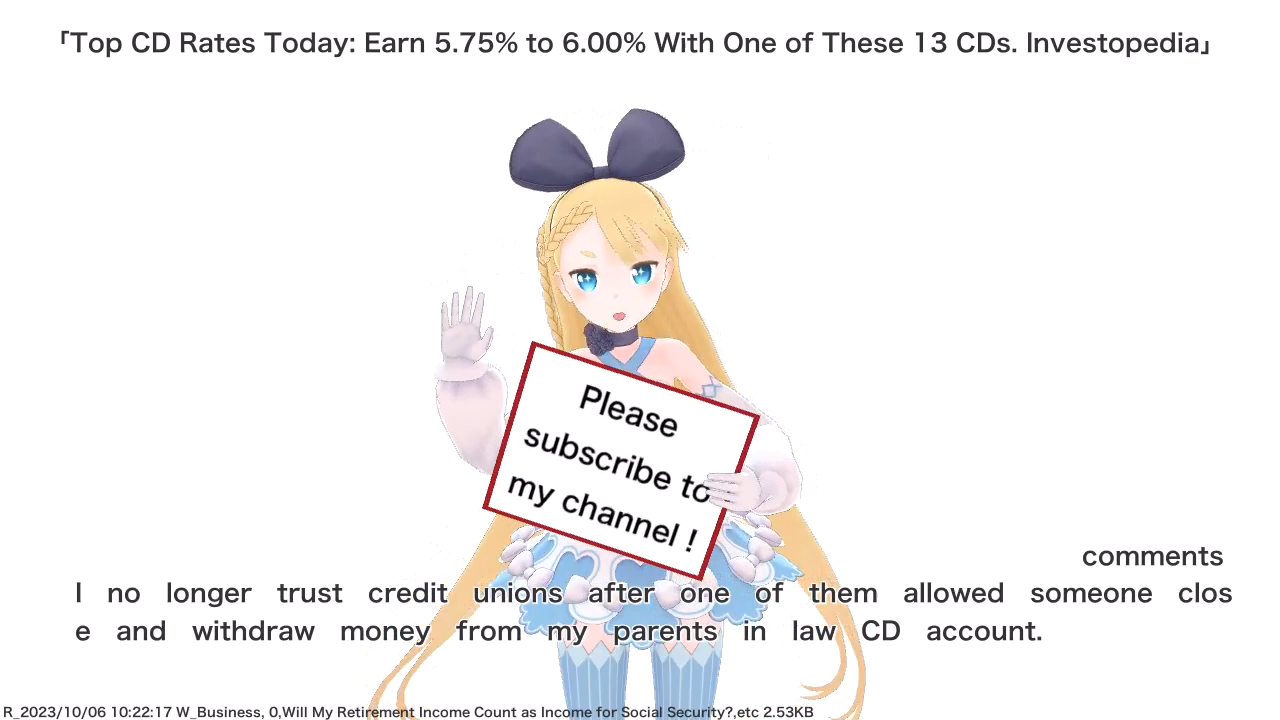 「Top CD Rates Today: Earn 5.75% to 6.00% With One of These 13 CDs. Investopedia」
Please
subscribe to
my channel !
comments
I no longer trust credit unions after one of them allowed someone clos
e and withdraw money from my parents in law CD account.
R_2023/10/06 10:22:17 W_Business, 0,Will My Retirement Income Count as Income for Social Security?,etc 2.53KB